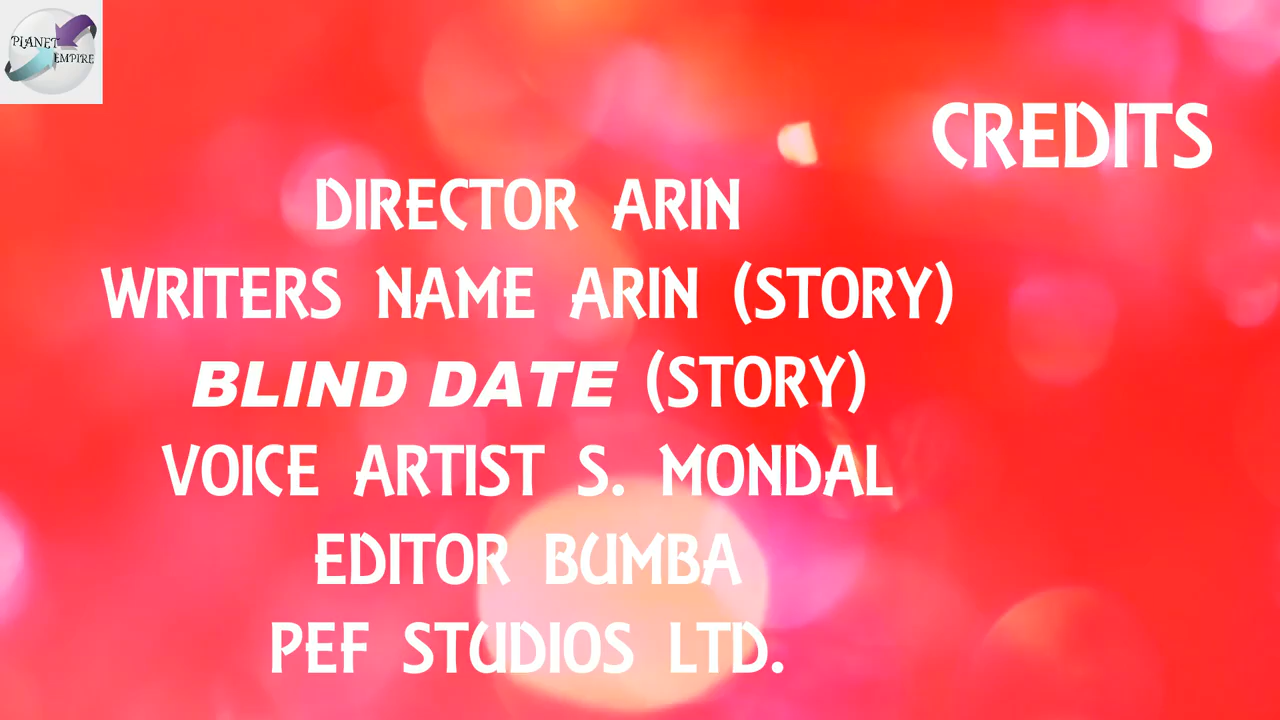 PLANET
EMPIRE
CREDITS
DIRECTOR ARIN
WRITERS NAME ARIN (STORY)
BLIND DATE (STORY)
VOICE ARTIST S. MONDAL
EDITOR BUMBA
PEF STUDIOS LTD.